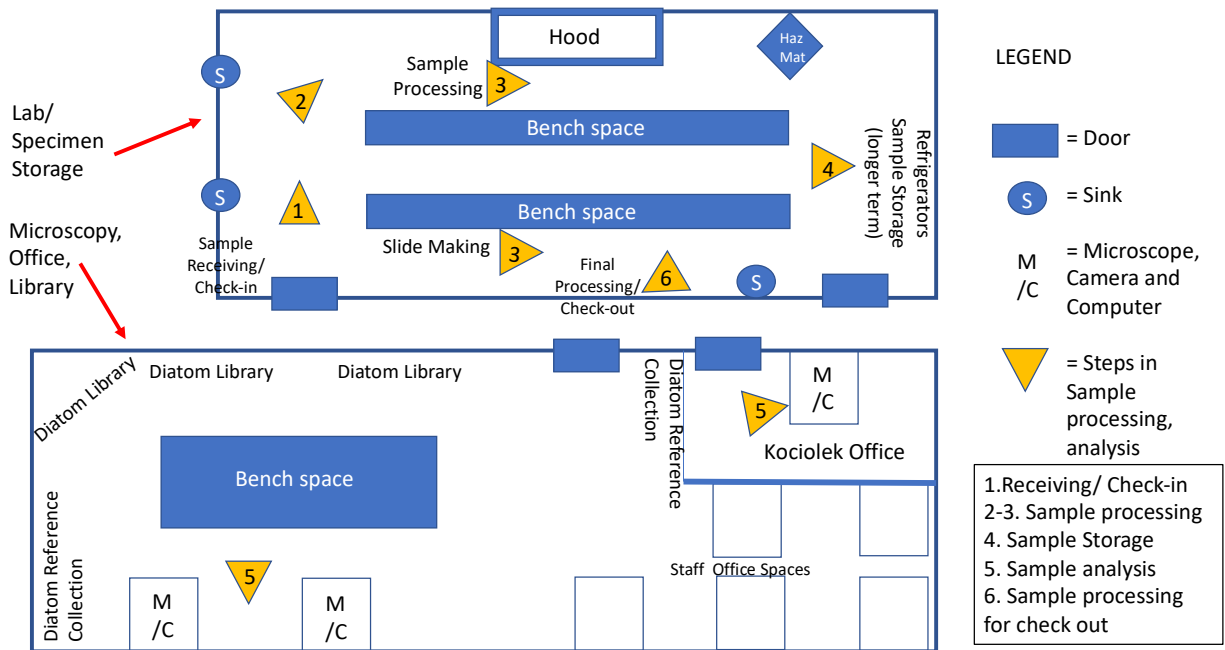 Hood
Haz
Mat
LEGEND
S
Sample
Processing
3
2
Lab/
Specimen
Storage
Bench space
Refrigerators
Sample Storage
(longer term)
= Door
4
S
S
= Sink
1
Bench space
Microscopy,
Office,
Library
Sample
Receiving/
Check-in
Slide Making
3
Final
Processing/
Check-out
6
S
M
/C
= Microscope,
Camera and
Computer
Diatom Library
Diatom Library
Diatom Library
Diatom Reference
Collection
5
M
/C
Kociolek Office
= Steps in
Sample
processing,
analysis
Bench space
Diatom Reference
Collection
5
M
/C
M
/C
Staff Office Spaces
1.Receiving/ Check-in
2-3. Sample processing
4. Sample Storage
5. Sample analysis
6. Sample processing
for check out